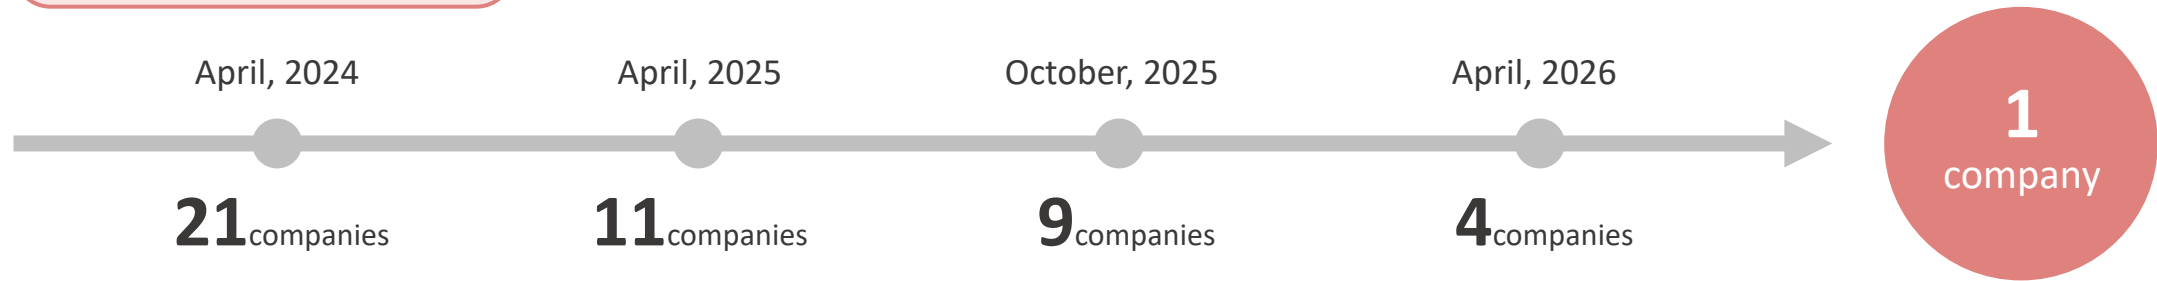 April, 2024
April, 2025
October, 2025
April, 2026
21companies
11companies
9companies
4companies
1
company